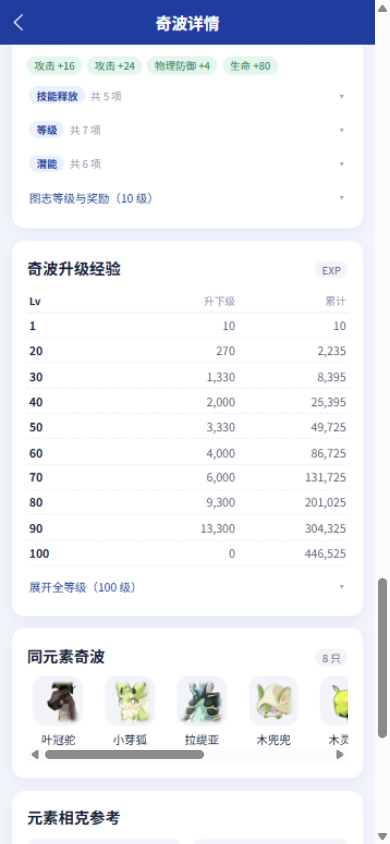 奇波详情
攻击 +16 攻击 +24 物理防御 +4 生命 +80
技能释放 共 5 项
等级 共 7 项
潜能 共 6 项
图志等级与奖励（10 级）
奇波升级经验 EXP
Lv 升下级 累计
1 10 10
20 270 2,235
30 1,330 8,395
40 2,000 25,395
50 3,330 49,725
60 4,000 86,725
70 6,000 131,725
80 9,300 201,025
90 13,300 304,325
100 0 446,525
展开全等级（100 级）
同元素奇波 8 只
叶冠驼 小芽狐 拉缇亚 木兜兜 木灵
元素相克参考